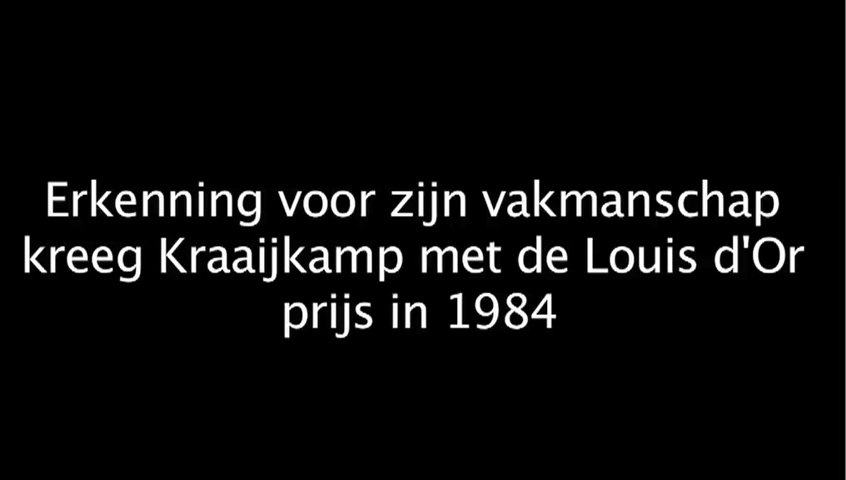 Erkenning voor zijn vakmanschap
kreeg Kraaijkamp met de Louis d'Or
prijs in 1984